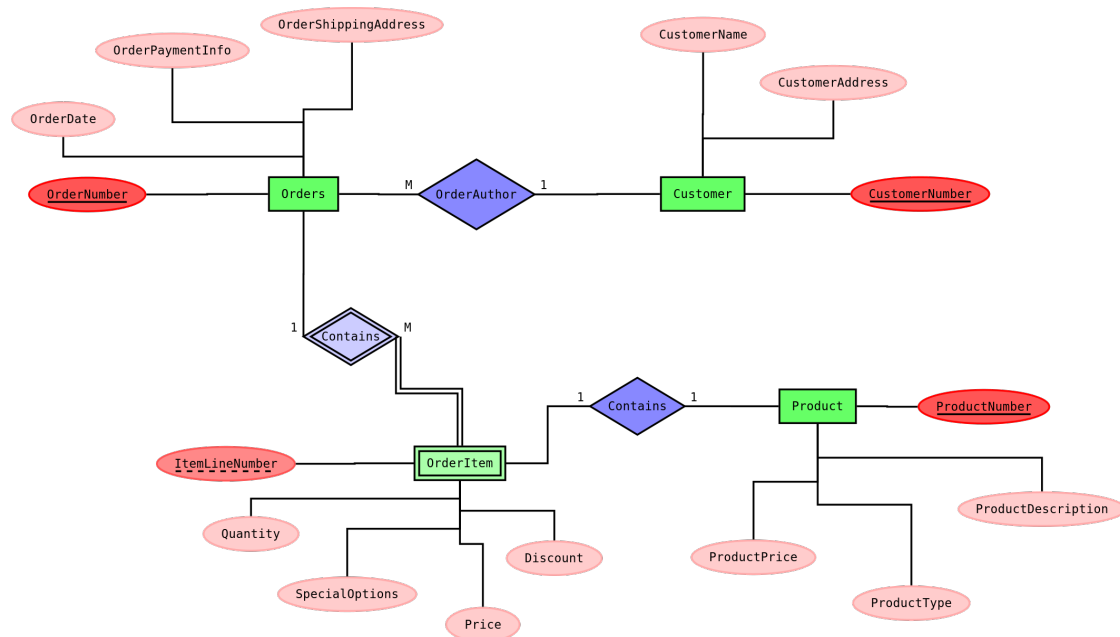 OrderShippingAddress
CustomerName
OrderPaymentInfo
CustomerAddress
OrderDate
OrderNumber
Orders
M
OrderAuthor
1
Customer
CustomerNumber
1
Contains
M
1
Contains
1
Product
ProductNumber
ItemLineNumber
OrderItem
Quantity
Discount
SpecialOptions
Price
ProductDescription
ProductPrice
ProductType